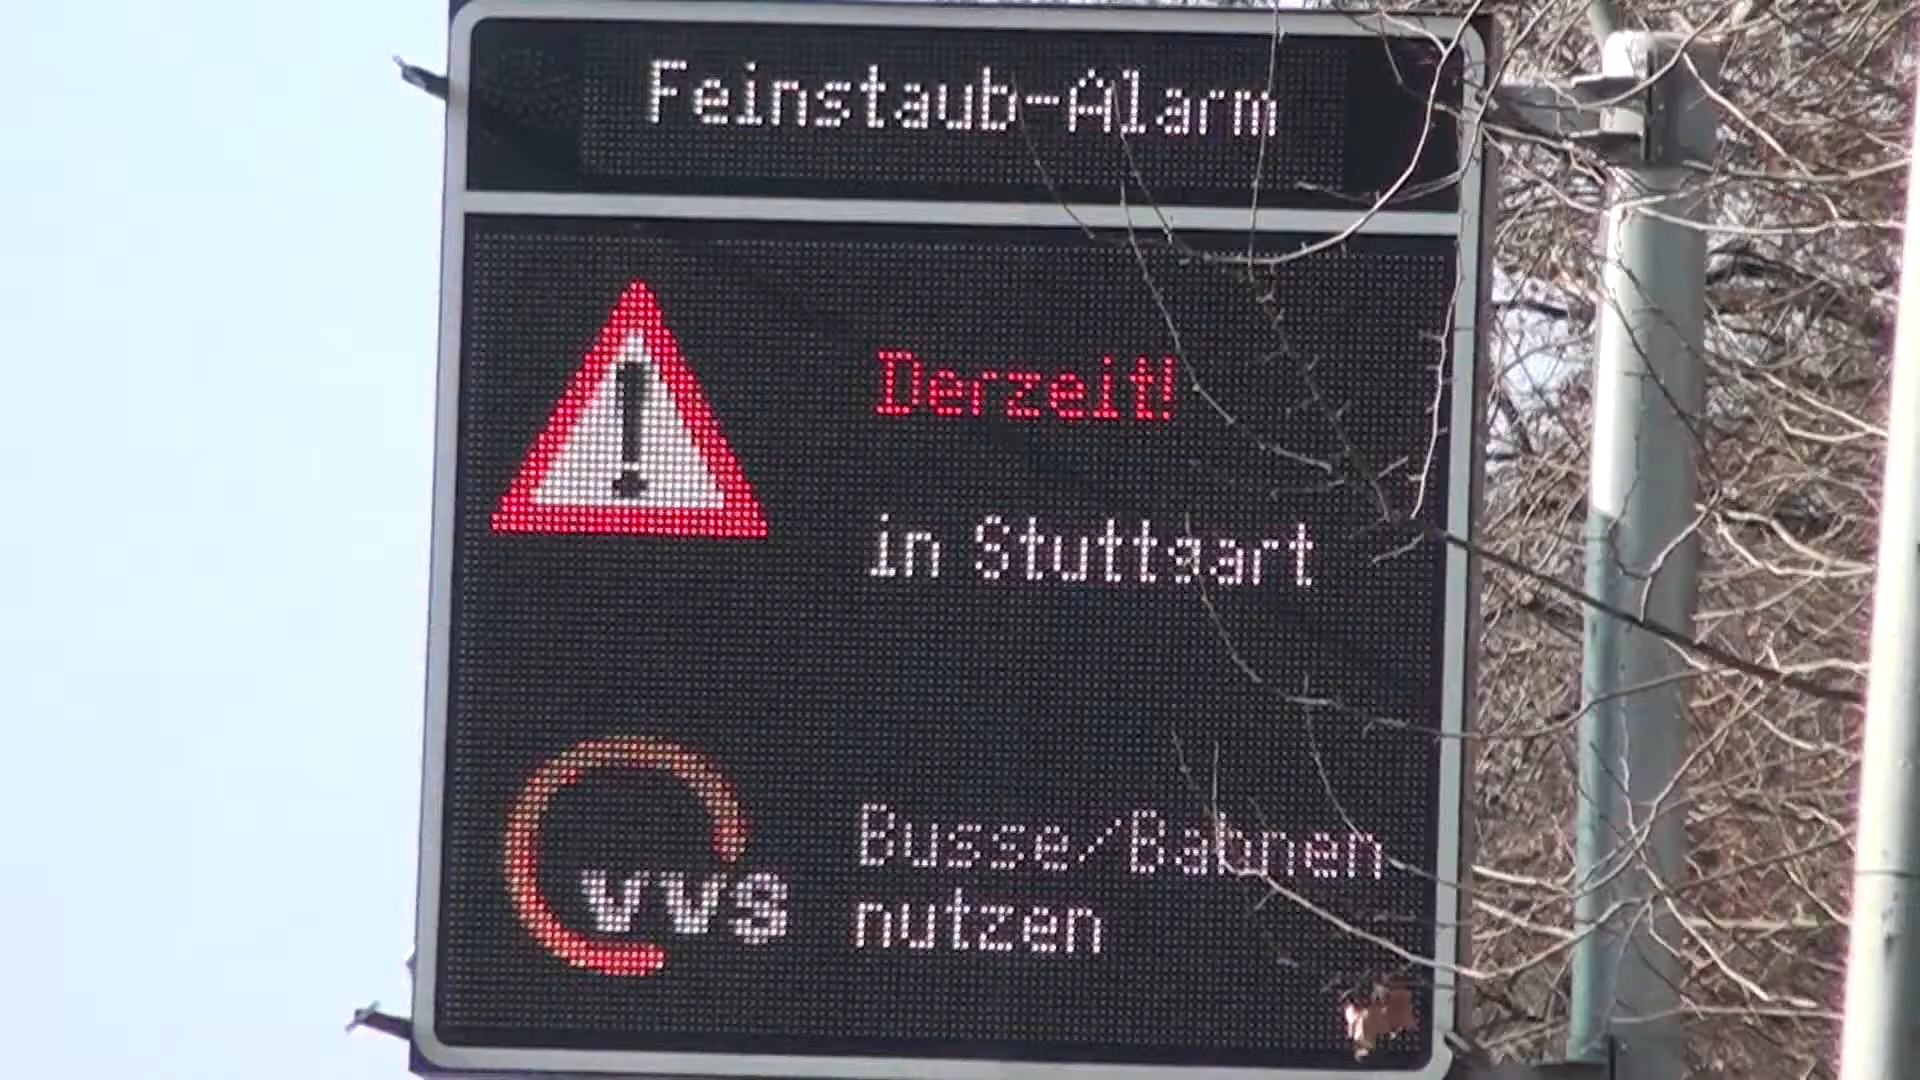 Feinstaub-Alarm
Derzeit!
in Stuttgart
vvs
Busse/Bahnen
nutzen